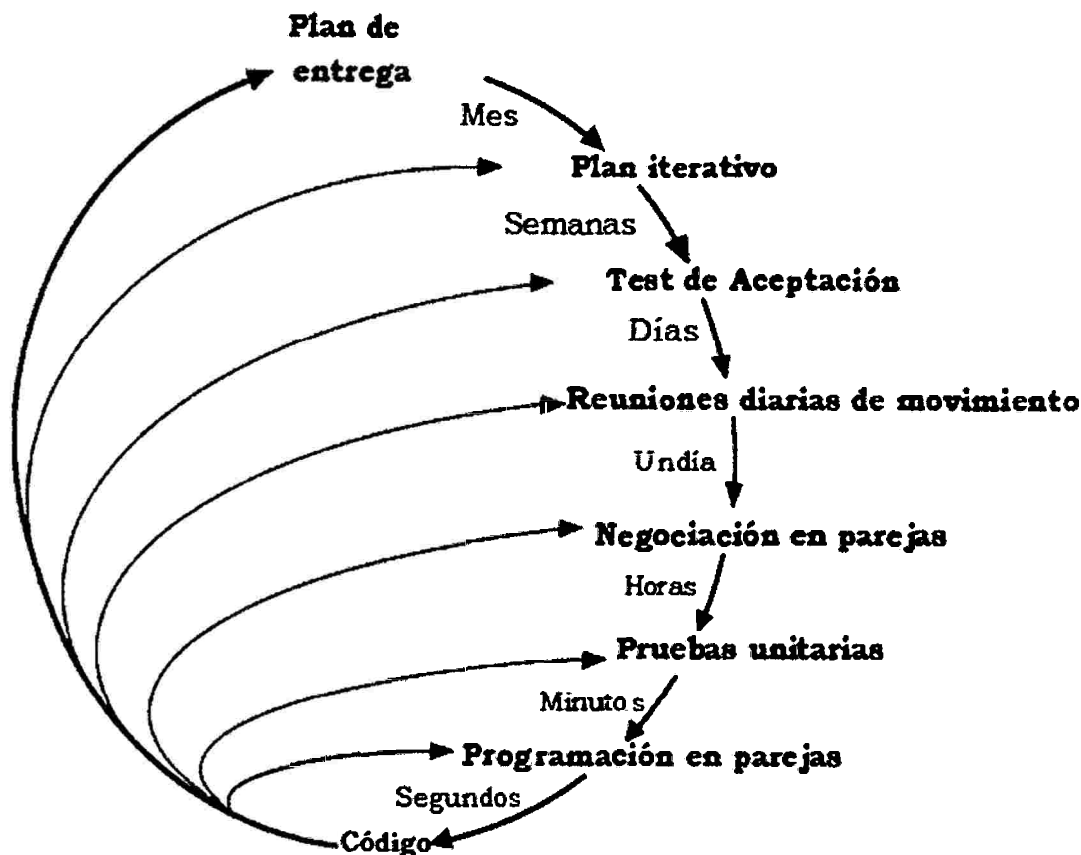 Plan de
entrega
Mes
Plan iterativo
Semanas
Test de Aceptación
Días
Reuniones diarias de movimiento
Undía
Negociación en parejas
Horas
Pruebas unitarias
Minutos
Programación en parejas
Segundos
Código